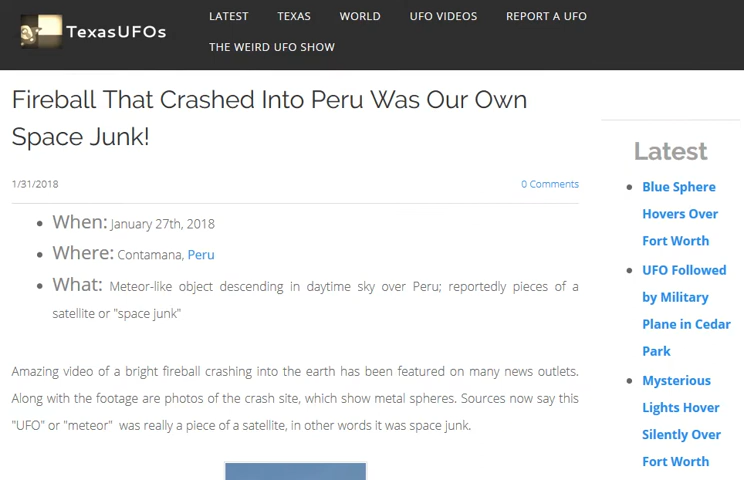 TexasUFOs
LATEST TEXAS WORLD UFO VIDEOS REPORT A UFO
THE WEIRD UFO SHOW
Fireball That Crashed Into Peru Was Our Own
Space Junk!
1/31/2018
0 Comments
When: January 27th, 2018
Where: Contamana, Peru
What: Meteor-like object descending in daytime sky over Peru; reportedly pieces of a
satellite or "space junk"
Amazing video of a bright fireball crashing into the earth has been featured on many news outlets.
Along with the footage are photos of the crash site, which show metal spheres. Sources now say this
"UFO" or "meteor" was really a piece of a satellite, in other words it was space junk.
Latest
Blue Sphere
Hovers Over
Fort Worth
UFO Followed
by Military
Plane in Cedar
Park
Mysterious
Lights Hover
Silently Over
Fort Worth